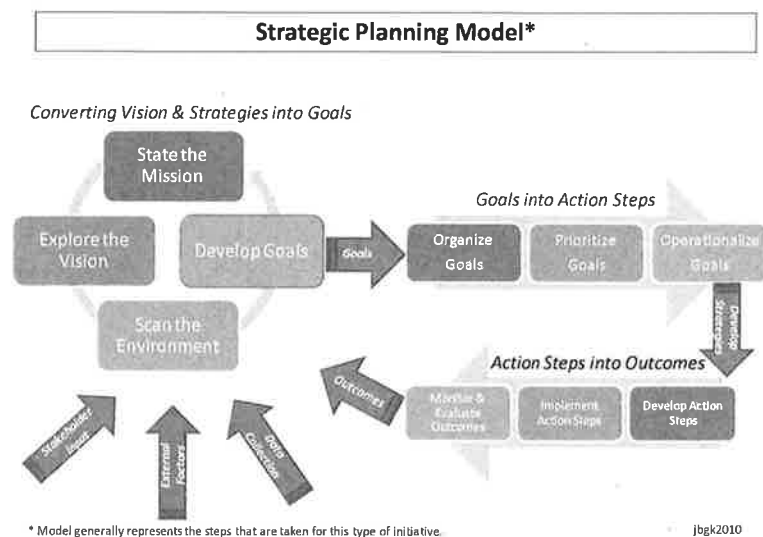 Strategic Planning Model*
Converting Vision & Strategies into Goals
State the
Mission
Explore the
Vision
Develop Goals
Scan the
Environment
Stakeholder
Input
External
Factors
Data
Collection
Goals
Goals into Action Steps
Organize
Goals
Prioritize
Goals
Operationalize
Goals
Develop
Strategies
Action Steps into Outcomes
Develop Action
Steps
Implement
Action Steps
Monitor &
Evaluate
Outcomes
Outcomes
* Model generally represents the steps that are taken for this type of initiative.
jbgk2010